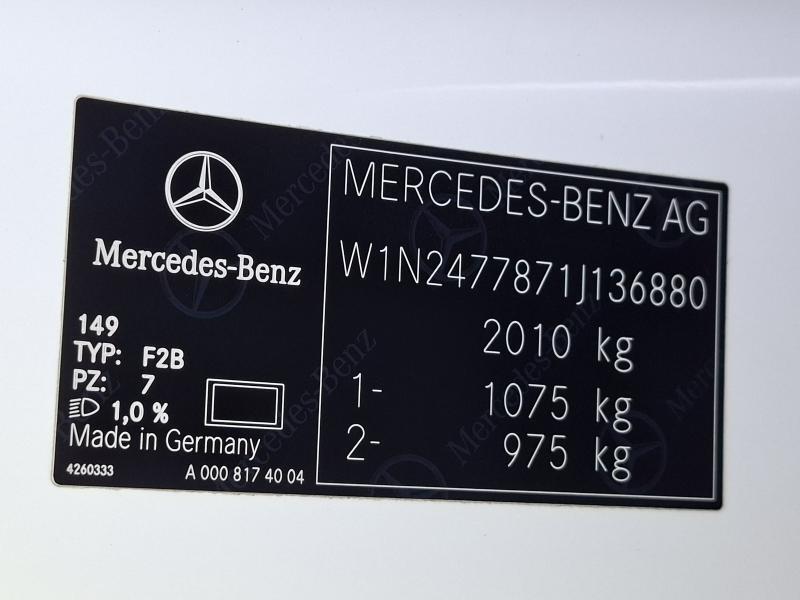 Mercedes-Benz
149
TYP: F2B
PZ: 7
1,0 %
Made in Germany
4260333
A 000 817 40 04
MERCEDES-BENZ AG
W1N2477871J136880
2010 kg
1- 1075 kg
2- 975 kg